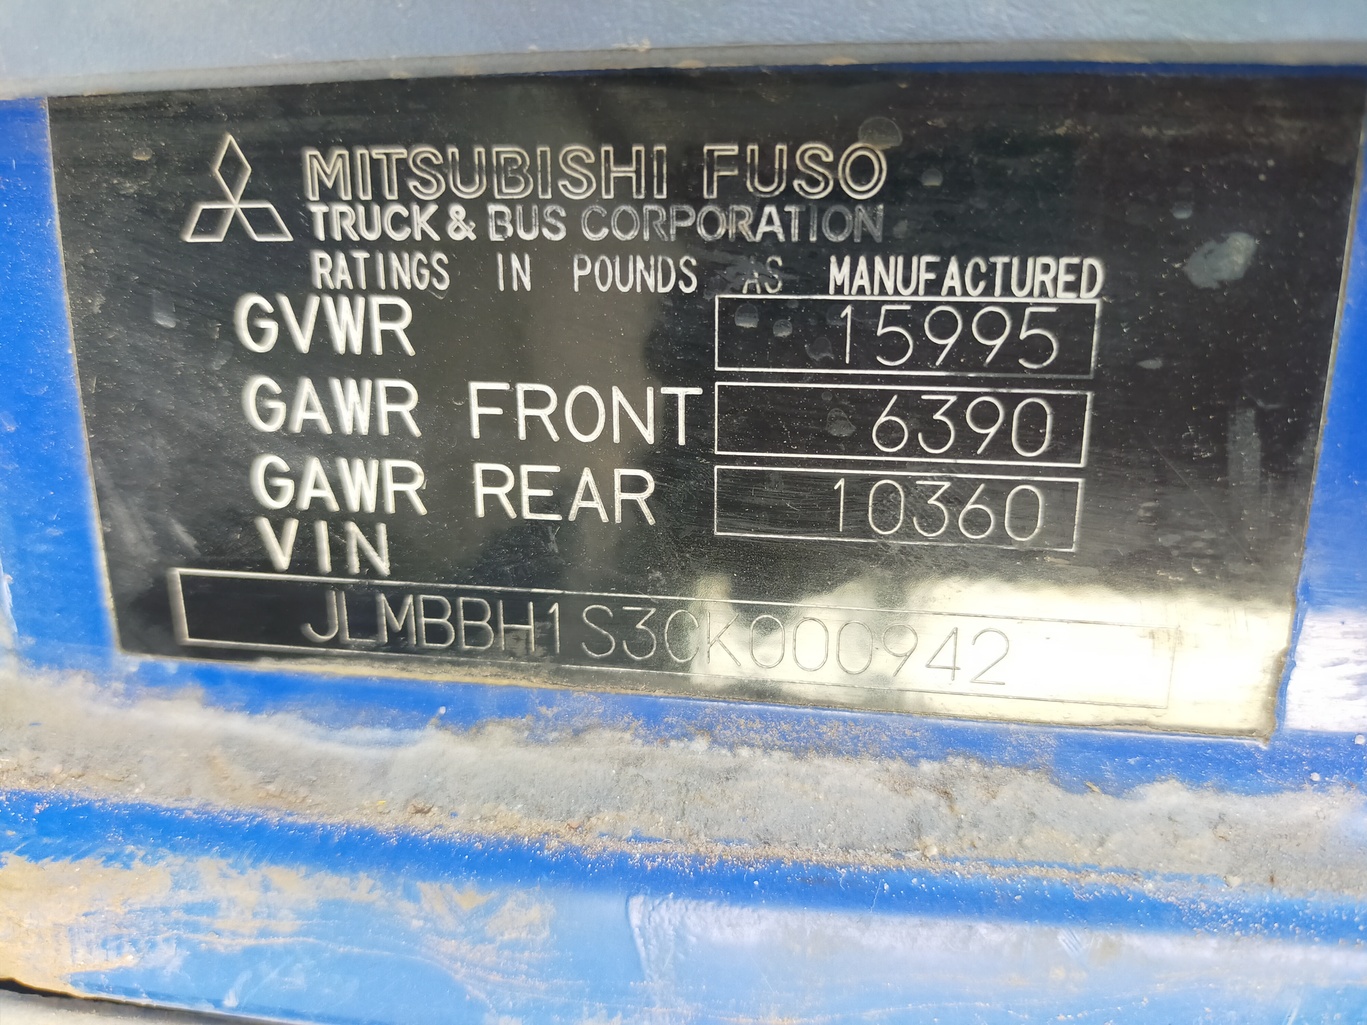 MITSUBISHI FUSO
TRUCK & BUS CORPORATION
RATINGS IN POUNDS AS MANUFACTURED
GVWR 15995
GAWR FRONT 6390
GAWR REAR 10360
VIN
JLMBBH1S3CK000942